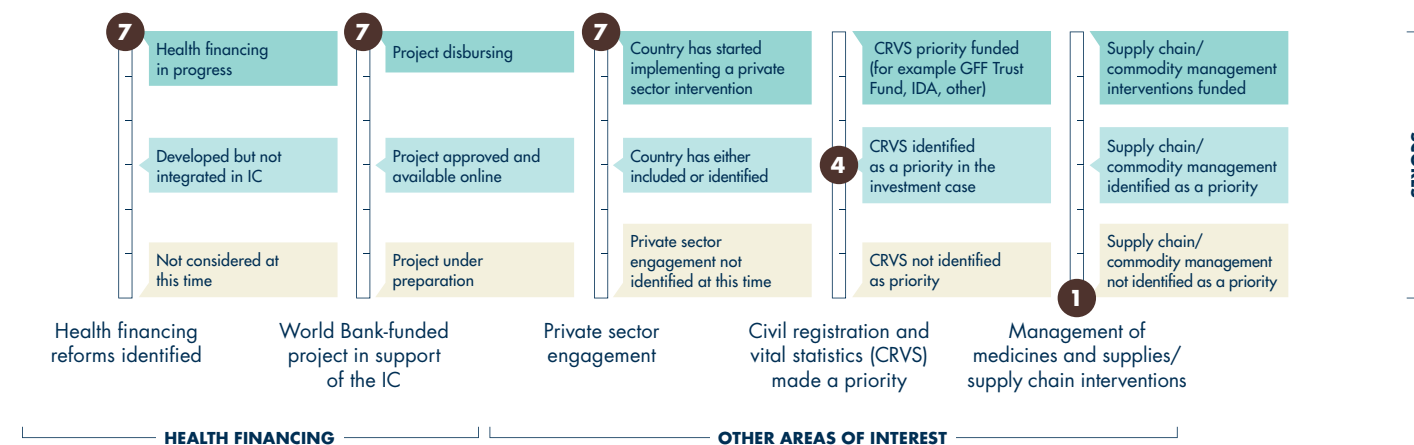 7
Health financing
in progress
Developed but not
integrated in IC
Not considered at
this time
Health financing
reforms identified
7
Project disbursing
Project approved and
available online
Project under
preparation
World Bank-funded
project in support
of the IC
7
Country has started
implementing a private
sector intervention
Country has either
included or identified
Private sector
engagement not
identified at this time
Private sector
engagement
CRVS priority funded
(for example GFF Trust
Fund, IDA, other)
4
CRVS identified
as a priority in the
investment case
CRVS not identified
as priority
Civil registration and
vital statistics (CRVS)
made a priority
Supply chain/
commodity management
interventions funded
Supply chain/
commodity management
identified as a priority
Supply chain/
commodity management
not identified as a priority
1
Management of
medicines and supplies/
supply chain interventions
HEALTH FINANCING
OTHER AREAS OF INTEREST